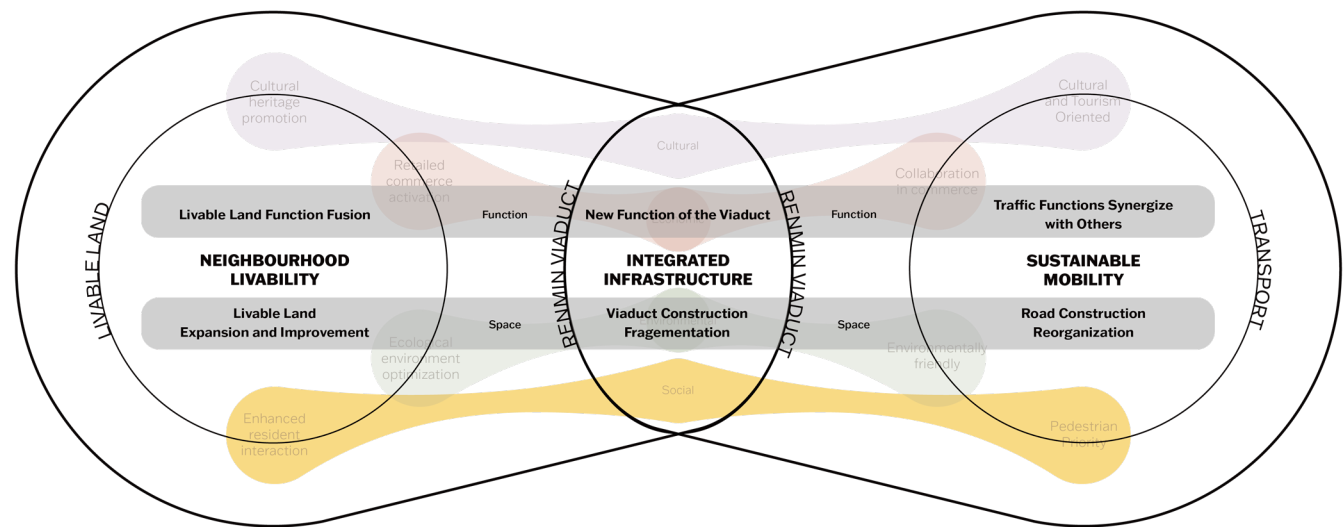 Cultural
heritage
promotion
Cultural
and Tourism
Oriented
Cultural
Retailed
commerce
activation
Collaboration
in commerce
Livable Land Function Fusion
Function
New Function of the Viaduct
Function
Traffic Functions Synergize
with Others
LIVABLE LAND
NEIGHBOURHOOD
LIVABILITY
RENMIN VIADUCT
INTEGRATED
INFRASTRUCTURE
RENMIN VIADUCT
SUSTAINABLE
MOBILITY
TRANSPORT
Livable Land
Expansion and Improvement
Space
Viaduct Construction
Fragementation
Space
Road Construction
Reorganization
Ecological
environment
optimization
Environmentally
friendly
Social
Enhanced
resident
interaction
Pedestrian
Priority